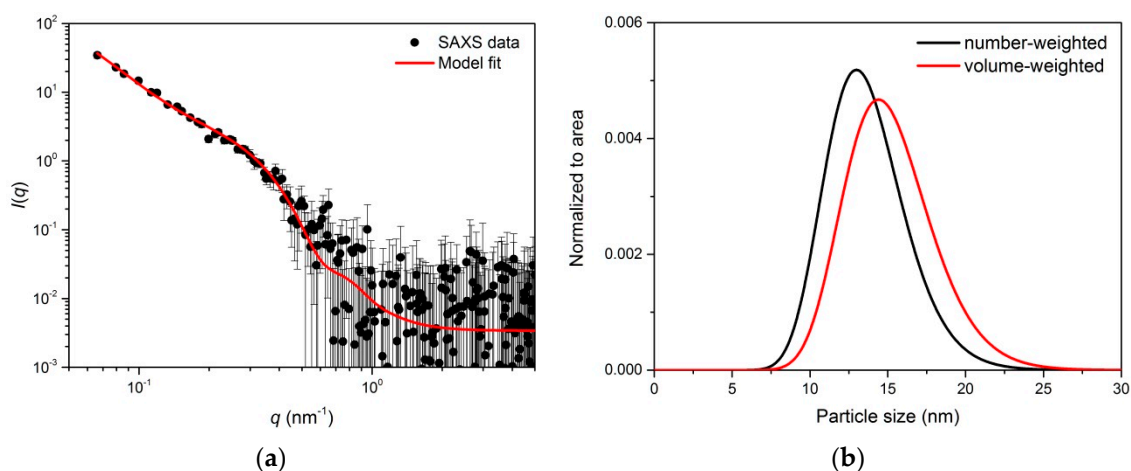 10²
10¹
10⁰
10⁻¹
10⁻²
10⁻³
I(q)
SAXS data
Model fit
10⁻¹
10⁰
q (nm⁻¹)
(a)
0.006
0.004
0.002
0.000
Normalized to area
number-weighted
volume-weighted
0
5
10
15
20
25
30
Particle size (nm)
(b)